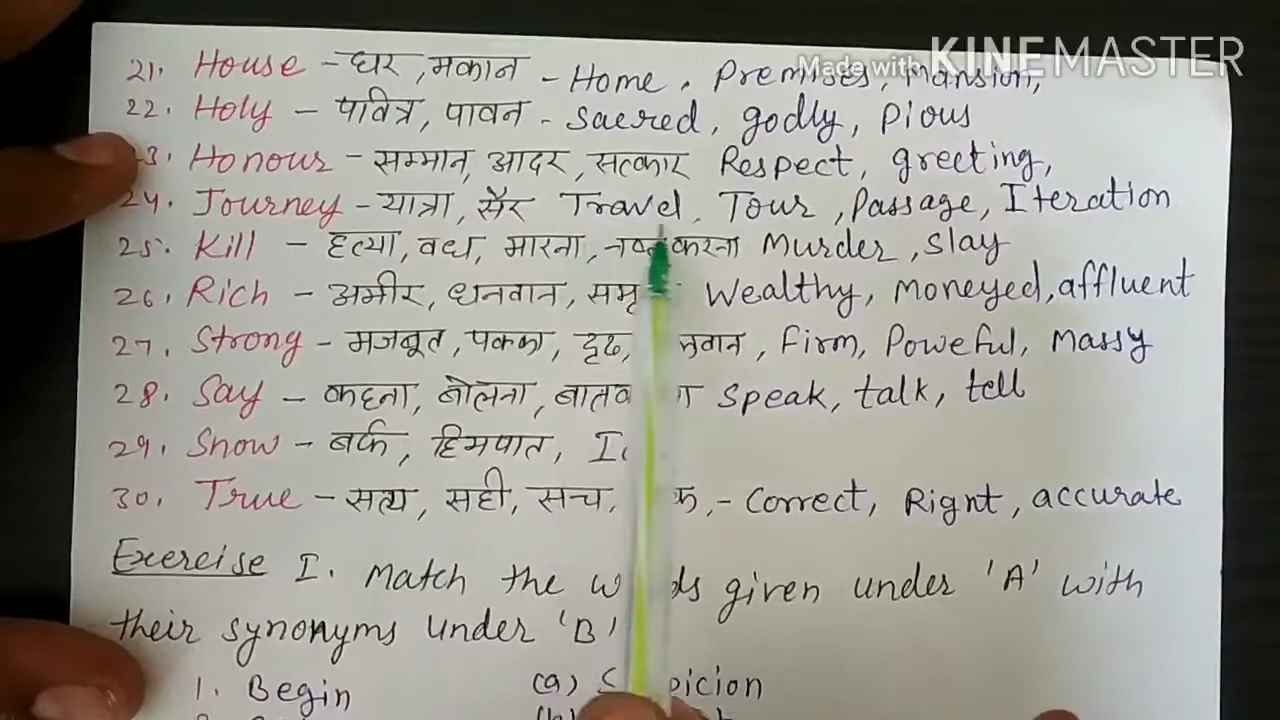 Made with KINEMASTER
21. House - घर, मकान - Home, Premises, Mansion,
22. Holy - पवित्र, पावन - Sacred, godly, Pious
23. Honour - सम्मान, आदर, सत्कार Respect, greeting,
24. Journey - यात्रा, सैर Travel, Tour, Passage, Iteration
25. Kill - हत्या, वध, मारना, करना Murder, Slay
26. Rich - अमीर, धनवान, Wealthy, Moneyed, affluent
27. Strong - मजबूत, पक्का, दृढ, Firm, Poweful, Massy
28. Say - कहना, बोलना, Speak, talk, tell
29. Snow - बर्फ, हिमपात,
30. True - सत्य, सही, सच, - Correct, Right, accurate
Exercise I. Match the given under 'A' with
their synonyms under 'B'
1. Begin (a)